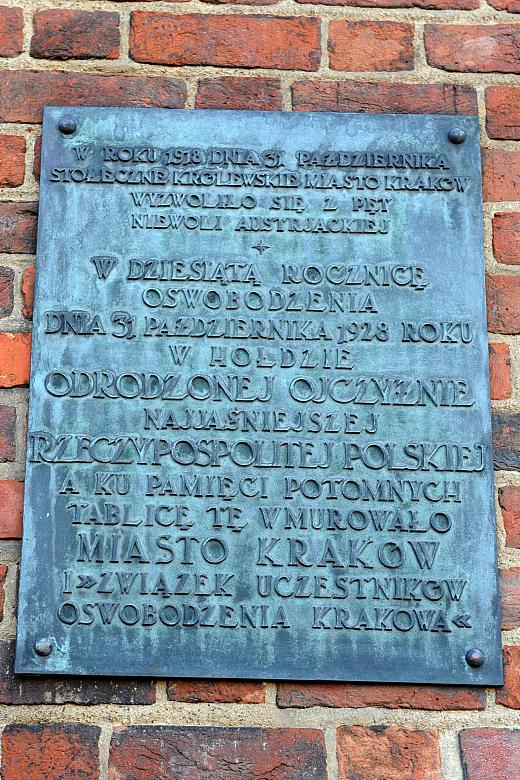 W ROKU 1918 DNIA 31. PAŹDZIERNIKA
STOŁECZNE KRÓLEWSKIE MIASTO KRAKÓW
WYZWOLIŁO SIĘ Z PĘT
NIEWOLI AUSTRJACKIEJ
W DZIESIĄTĄ ROCZNICĘ
OSWOBODZENIA
DNIA 31. PAŹDZIERNIKA 1928 ROKU
W HOŁDZIE
ODRODZONEJ OJCZYŹNIE
NAJJAŚNIEJSZEJ
RZECZYPOSPOLITEJ POLSKIEJ
A KU PAMIĘCI POTOMNYCH
TABLICĘ TĘ WMUROWAŁO
MIASTO KRAKÓW
I »ZWIĄZEK UCZESTNIKÓW
OSWOBODZENIA KRAKOWA«